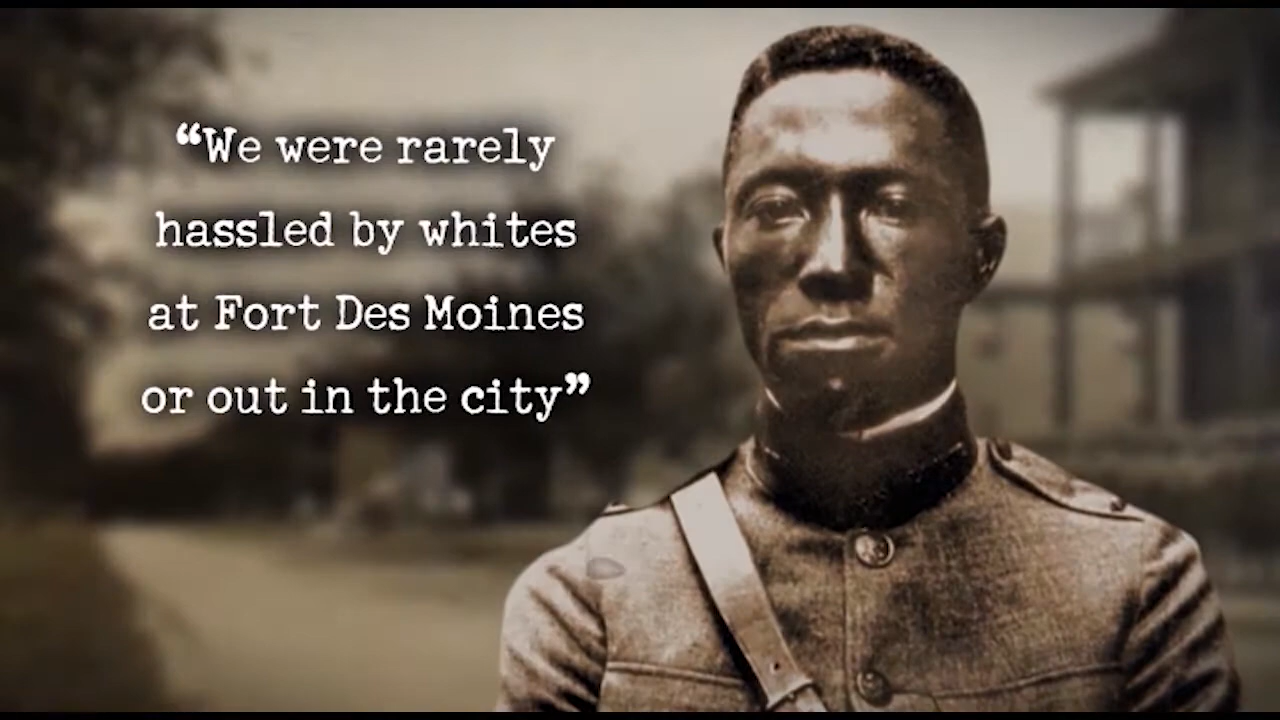 “We were rarely
hassled by whites
at Fort Des Moines
or out in the city”